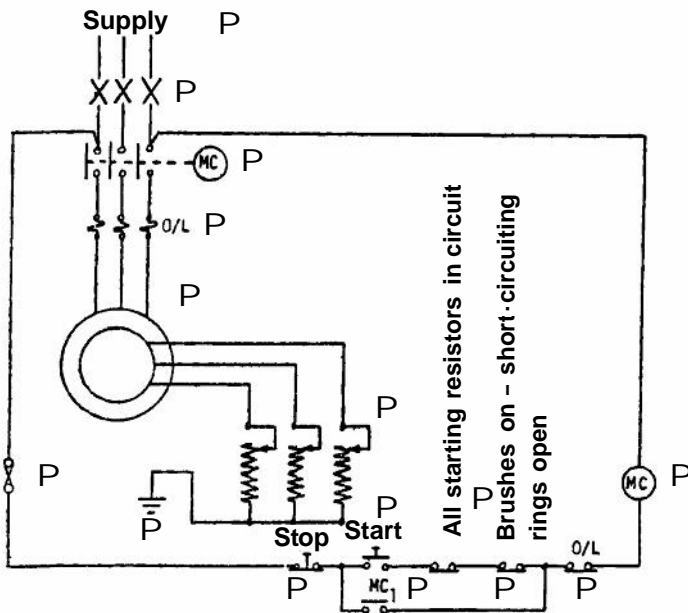 Supply P
P
MC P
O/L P
P
P
P
P
P
All starting resistors in circuit
P
Brushes on – short-circuiting
rings open
MC P
Stop Start
O/L
P
MC1 P
P
P